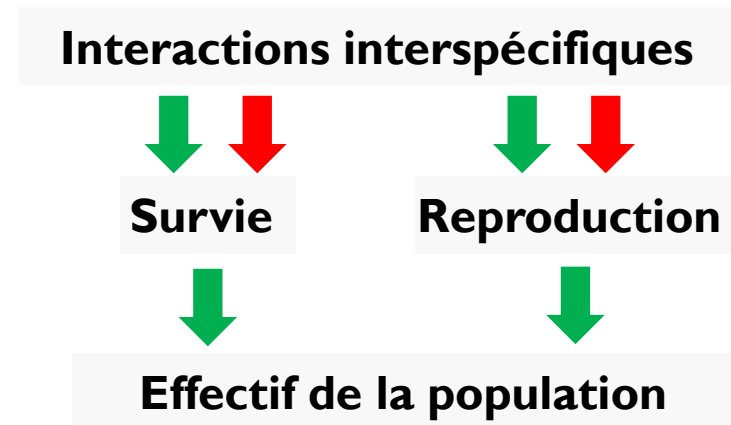 Interactions interspécifiques
Survie
Reproduction
Effectif de la population